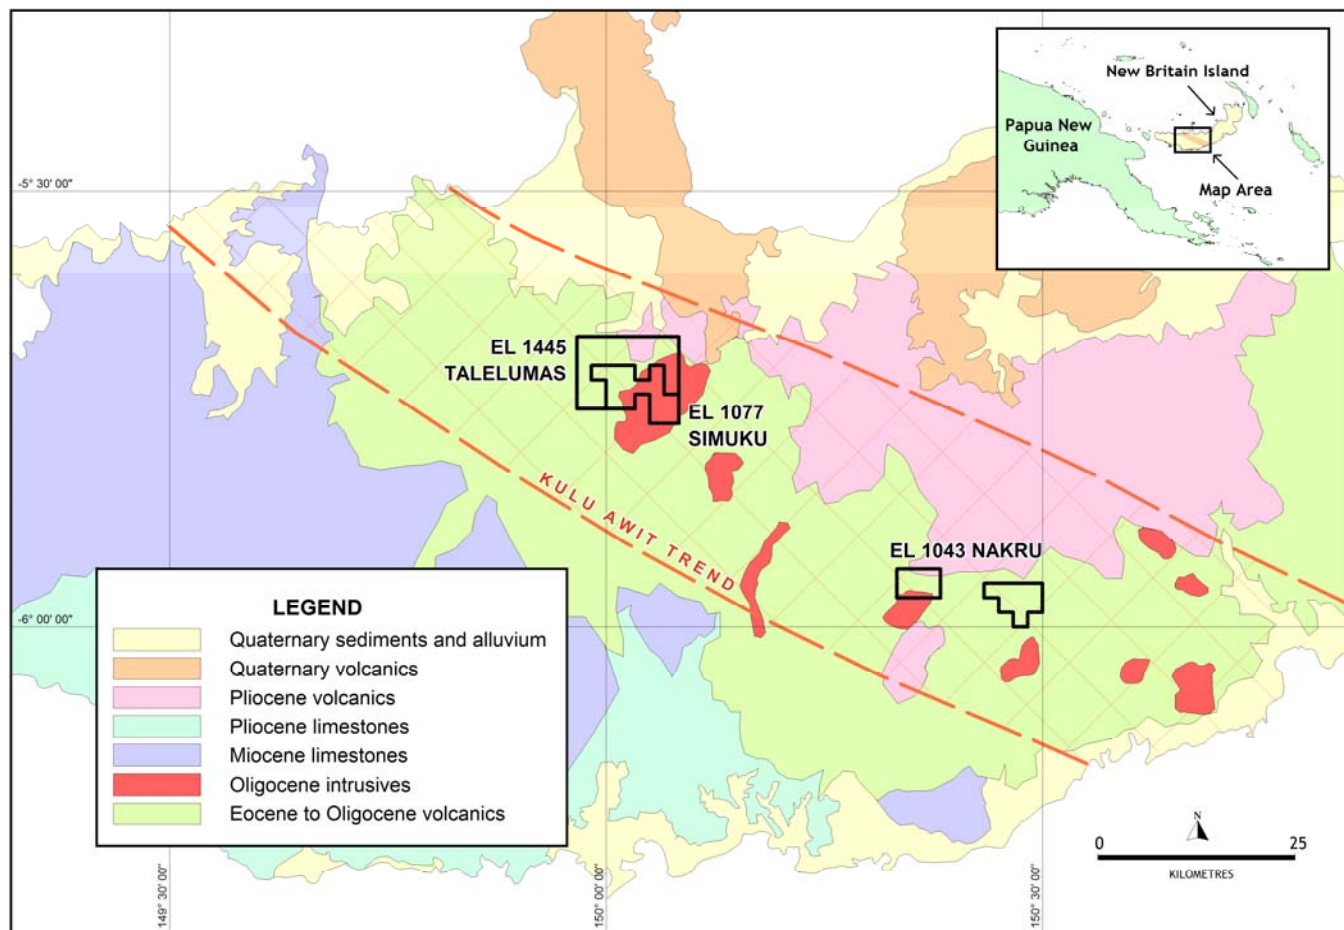 New Britain Island
Papua New
Guinea
Map Area
-5° 30' 00"
EL 1445
TALELUMAS
EL 1077
SIMUKU
KULU AWIT TREND
EL 1043 NAKRU
-6° 00' 00"
LEGEND
Quaternary sediments and alluvium
Quaternary volcanics
Pliocene volcanics
Pliocene limestones
Miocene limestones
Oligocene intrusives
Eocene to Oligocene volcanics
N
0 25
KILOMETRES
149° 30' 00"
150° 00' 00"
150° 30' 00"